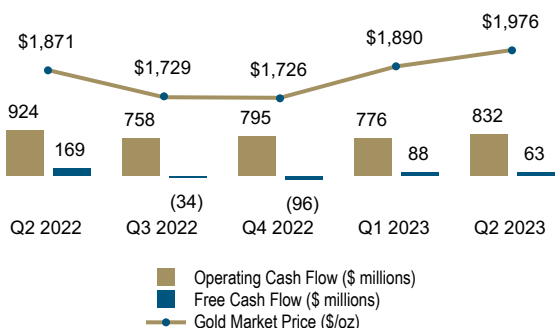 $1,871
$1,729
$1,726
$1,890
$1,976
924
169
758
(34)
795
(96)
776
88
832
63
Q2 2022
Q3 2022
Q4 2022
Q1 2023
Q2 2023
Operating Cash Flow ($ millions)
Free Cash Flow ($ millions)
Gold Market Price ($/oz)